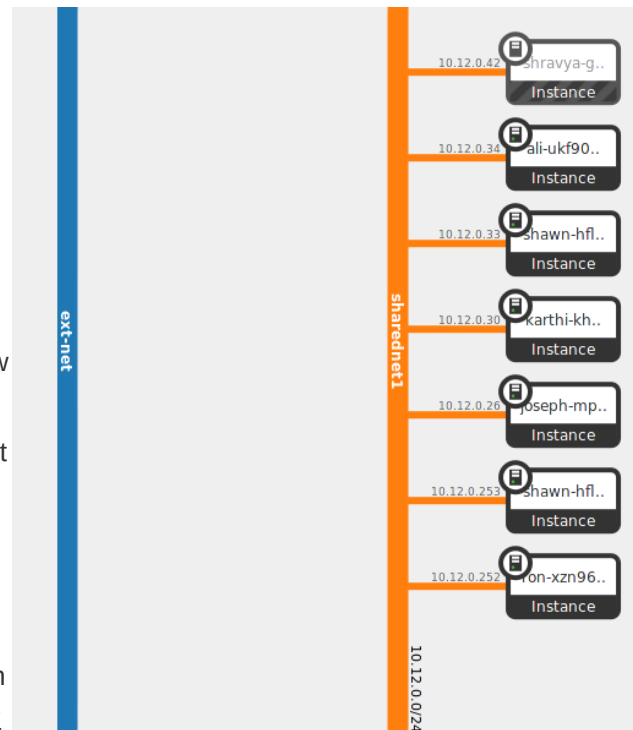 10.12.0.42
shravya-g..
Instance
10.12.0.34
ali-ukf90..
Instance
10.12.0.33
shawn-hfl..
Instance
ext-net
sharednet1
10.12.0.30
karthi-kh..
Instance
w
10.12.0.26
joseph-mp..
Instance
t
10.12.0.253
shawn-hfl..
Instance
10.12.0.252
ron-xzn96..
Instance
10.12.0.0/24